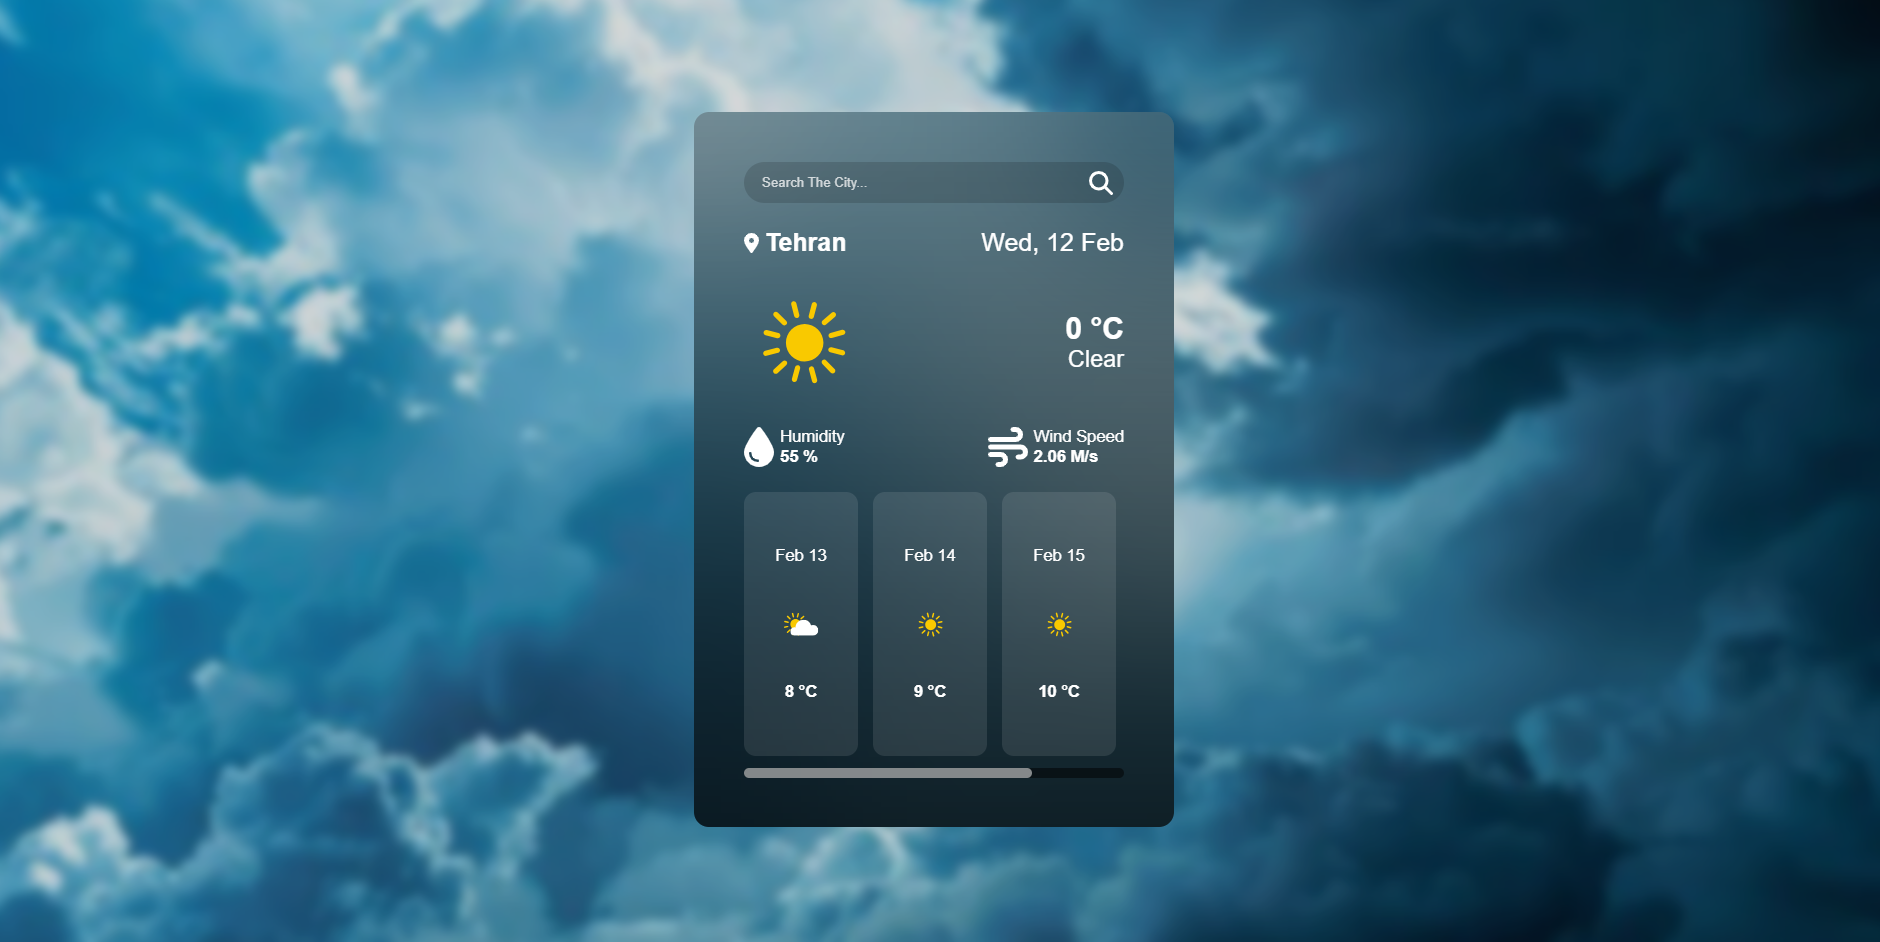 Search The City...
Tehran
Wed, 12 Feb
0 °C
Clear
Humidity
55 %
Wind Speed
2.06 M/s
Feb 13
8 °C
Feb 14
9 °C
Feb 15
10 °C